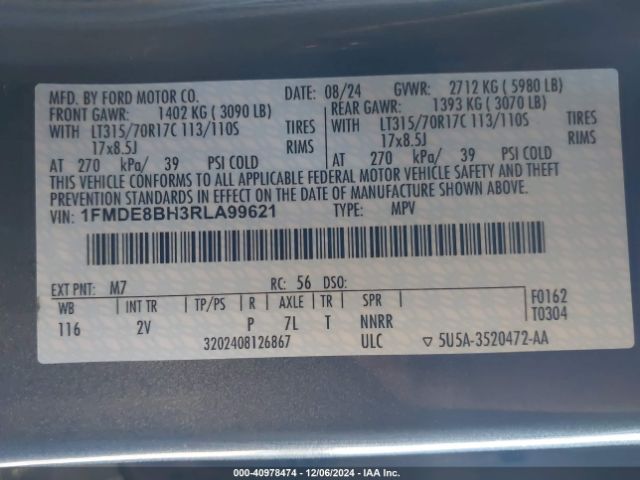 MFD. BY FORD MOTOR CO. DATE: 08/24 GVWR: 2712 KG ( 5980 LB)
FRONT GAWR: 1402 KG ( 3090 LB) REAR GAWR: 1393 KG ( 3070 LB)
WITH LT315/70R17C 113/110S TIRES WITH LT315/70R17C 113/110S TIRES
17x8.5J RIMS 17x8.5J RIMS
AT 270 kPa/ 39 PSI COLD AT 270 kPa/ 39 PSI COLD
THIS VEHICLE CONFORMS TO ALL APPLICABLE FEDERAL MOTOR VEHICLE SAFETY AND THEFT
PREVENTION STANDARDS IN EFFECT ON THE DATE OF MANUFACTURE SHOWN ABOVE.
VIN: 1FMDE8BH3RLA99621 TYPE: MPV
EXT PNT: M7 RC: 56 DSO:
WB INT TR TP/PS R AXLE TR SPR F0162
116 2V P 7L T NNRR T0304
3202408126867 ULC ▽ 5U5A-3520472-AA
000-40978474 - 12/06/2024 - IAA Inc.